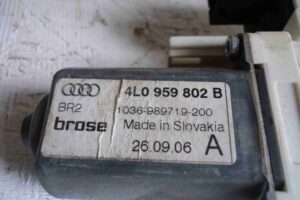 4L0 959 802 B
BR2
1036-989719-200
brose
Made in Slovakia
26.09.06 A